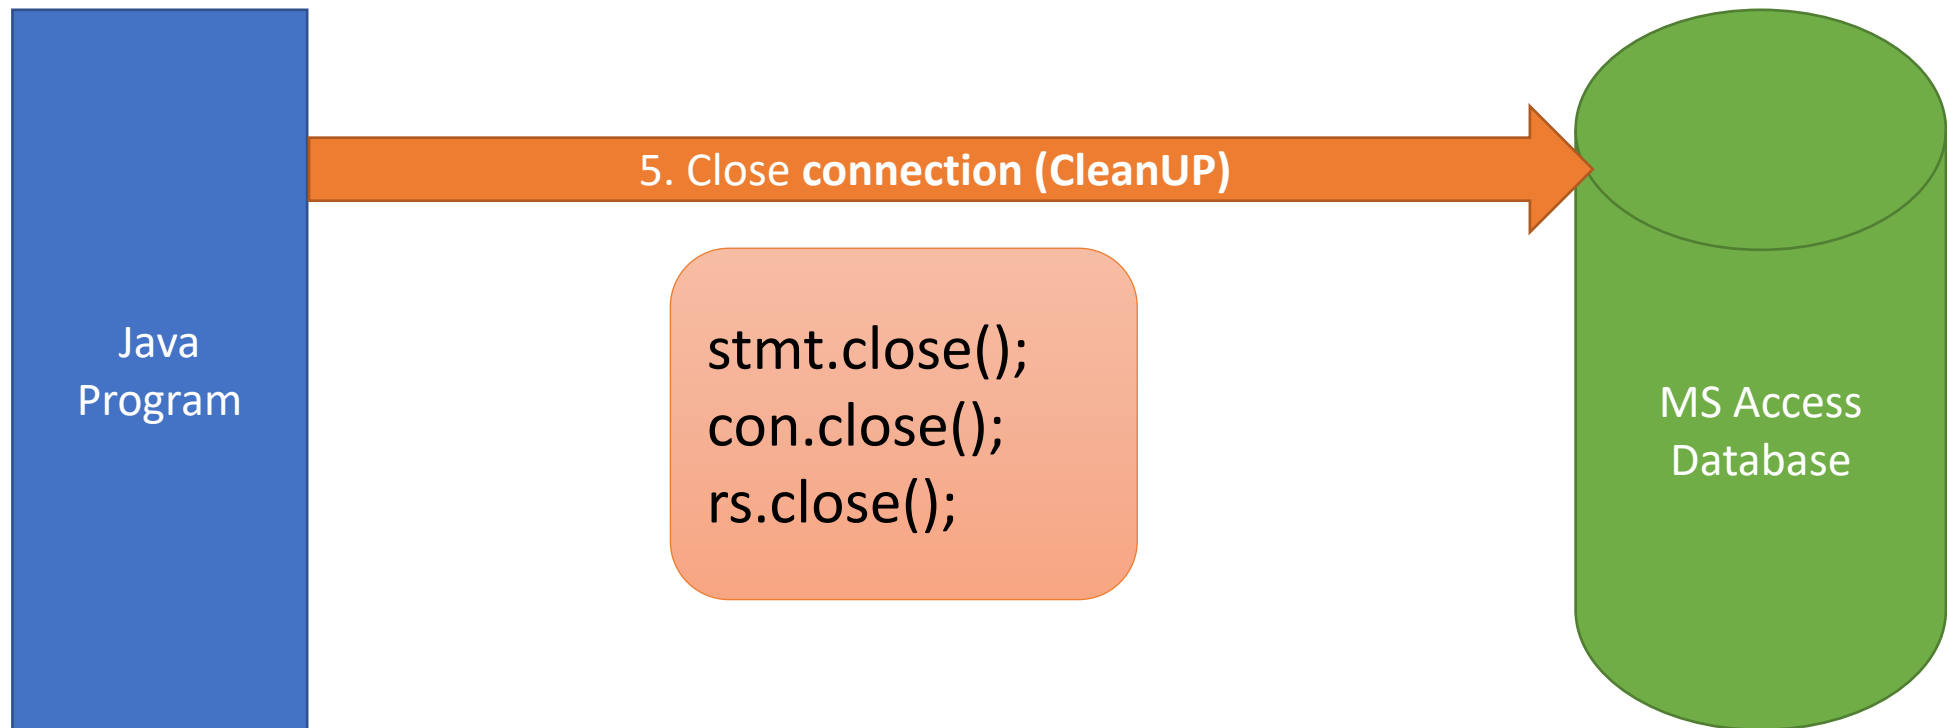 5. Close connection (CleanUP)
Java
Program
stmt.close();
con.close();
rs.close();
MS Access
Database